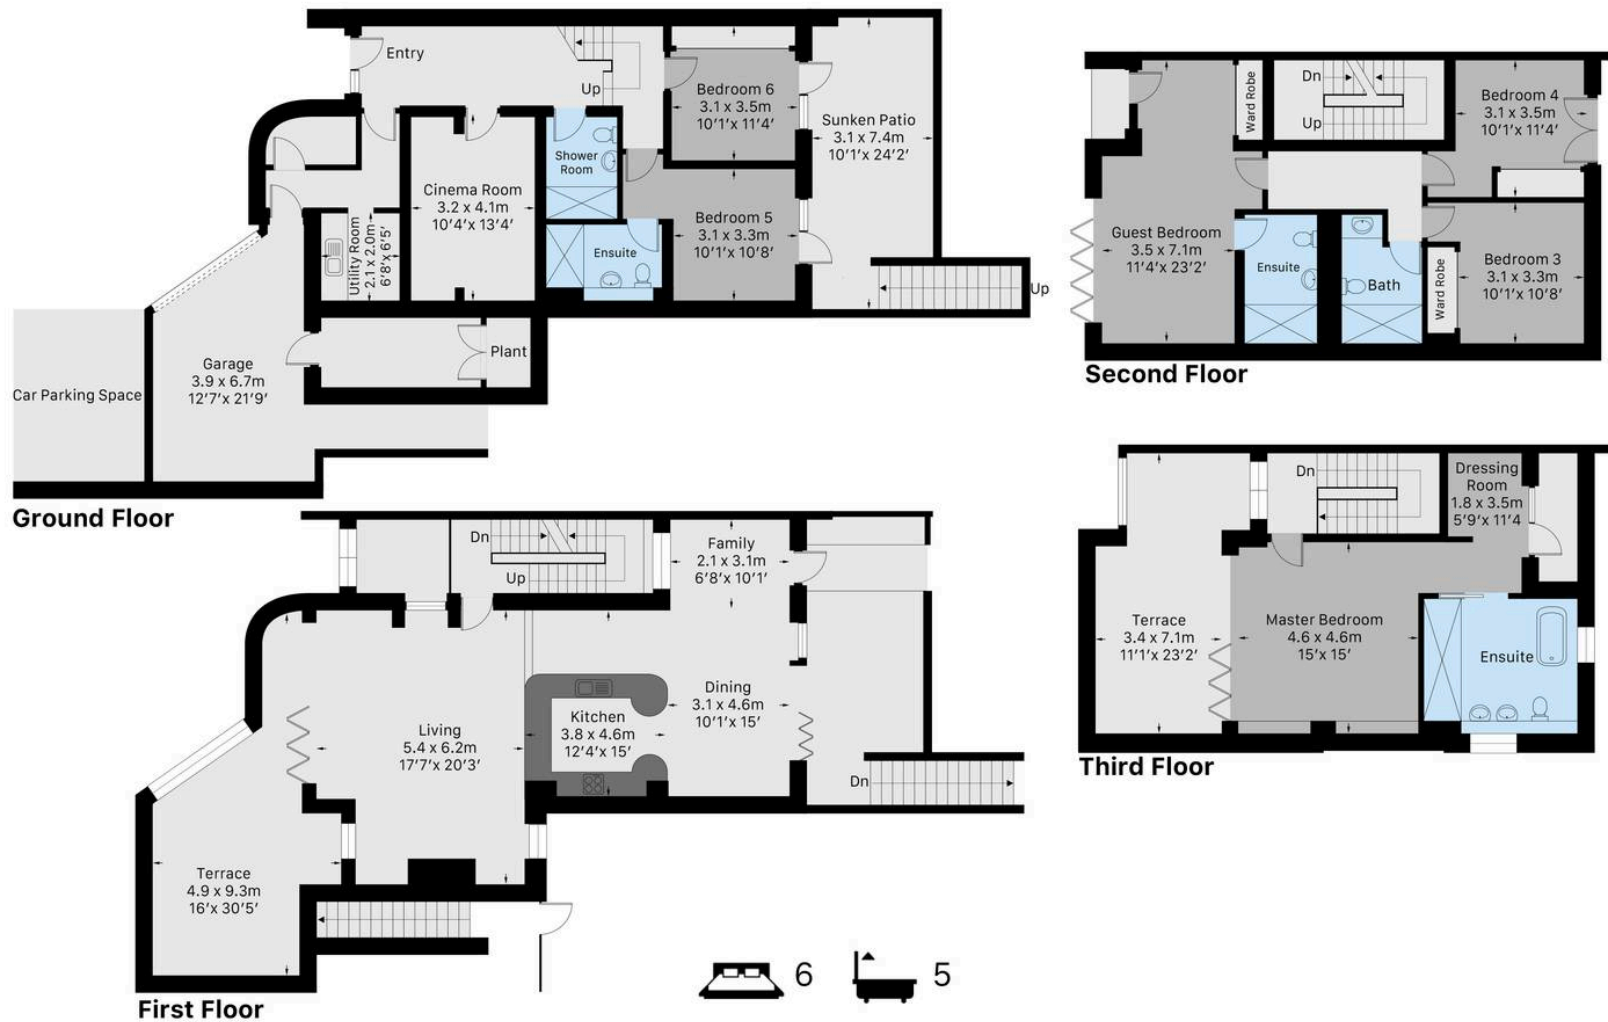 Entry
Up
Bedroom 6
3.1 x 3.5m
10'1'x 11'4'
Sunken Patio
3.1 x 7.4m
10'1'x 24'2'
Shower
Room
Cinema Room
3.2 x 4.1m
10'4'x 13'4'
Utility Room
2.1 x 2.0m
6'8'x 6'5'
Ensuite
Bedroom 5
3.1 x 3.3m
10'1'x 10'8'
Up
Garage
3.9 x 6.7m
12'7'x 21'9'
Plant
Car Parking Space
Ground Floor
Ward Robe
Dn
Up
Bedroom 4
3.1 x 3.5m
10'1'x 11'4'
Guest Bedroom
3.5 x 7.1m
11'4'x 23'2'
Ensuite
Bath
Ward Robe
Bedroom 3
3.1 x 3.3m
10'1'x 10'8'
Second Floor
Dn
Up
Family
2.1 x 3.1m
6'8'x 10'1'
Living
5.4 x 6.2m
17'7'x 20'3'
Kitchen
3.8 x 4.6m
12'4'x 15'
Dining
3.1 x 4.6m
10'1'x 15'
Dn
Terrace
4.9 x 9.3m
16'x 30'5'
First Floor
Dn
Dressing
Room
1.8 x 3.5m
5'9'x 11'4
Terrace
3.4 x 7.1m
11'1'x 23'2'
Master Bedroom
4.6 x 4.6m
15'x 15'
Ensuite
Third Floor
6
5